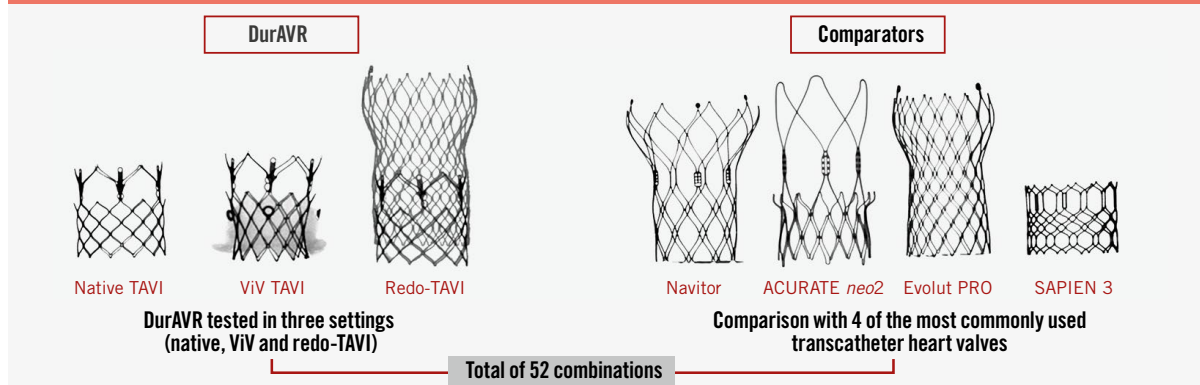 DurAVR
Comparators
Native TAVI
ViV TAVI
Redo-TAVI
Navitor
ACURATE neo2
Evolut PRO
SAPIEN 3
DurAVR tested in three settings
(native, ViV and redo-TAVI)
Comparison with 4 of the most commonly used
transcatheter heart valves
Total of 52 combinations